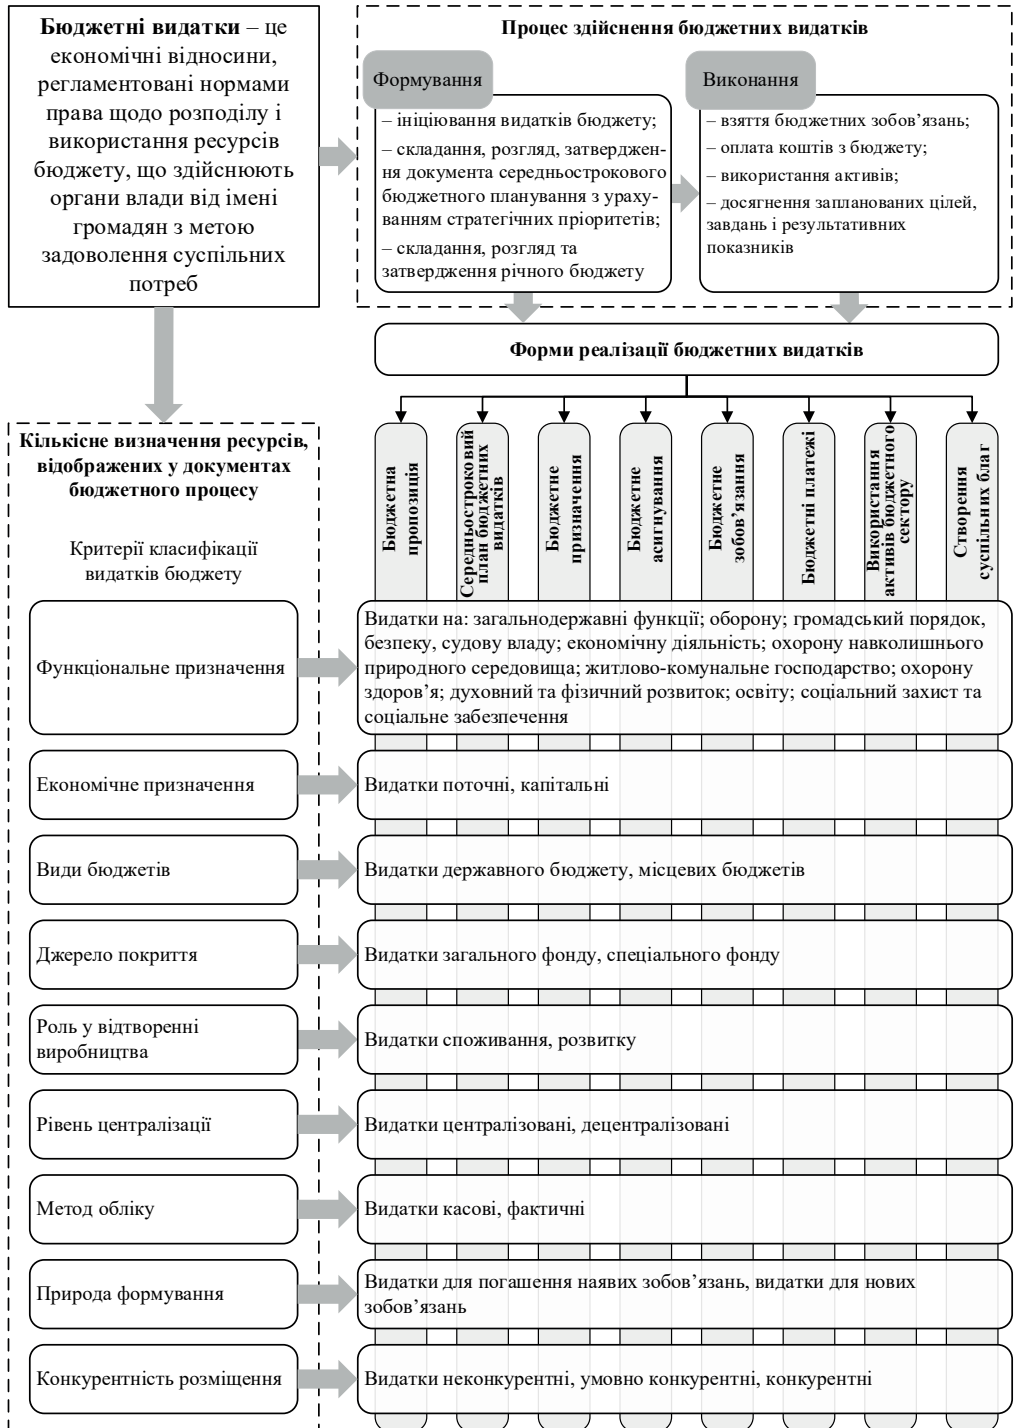 Бюджетні видатки – це
економічні відносини,
регламентовані нормами
права щодо розподілу і
використання ресурсів
бюджету, що здійснюють
органи влади від імені
громадян з метою
задоволення суспільних
потреб
Процес здійснення бюджетних видатків
Формування
– ініціювання видатків бюджету;
– складання, розгляд, затверджен-
ня документа середньострокового
бюджетного планування з ураху-
ванням стратегічних пріоритетів;
– складання, розгляд та
затвердження річного бюджету
Виконання
– взяття бюджетних зобов’язань;
– оплата коштів з бюджету;
– використання активів;
– досягнення запланованих цілей,
завдань і результативних
показників
Форми реалізації бюджетних видатків
Бюджетна
пропозиція
Середньостроковий
план бюджетних
видатків
Бюджетне
призначення
Бюджетне
асигнування
Бюджетне
зобов’язання
Бюджетні платежі
Використання
активів бюджетного
сектору
Створення
суспільних благ
Кількісне визначення ресурсів,
відображених у документах
бюджетного процесу
Критерії класифікації
видатків бюджету
Функціональне призначення
Видатки на: загальнодержавні функції; оборону; громадський порядок,
безпеку, судову владу; економічну діяльність; охорону навколишнього
природного середовища; житлово-комунальне господарство; охорону
здоров’я; духовний та фізичний розвиток; освіту; соціальний захист та
соціальне забезпечення
Економічне призначення
Видатки поточні, капітальні
Види бюджетів
Видатки державного бюджету, місцевих бюджетів
Джерело покриття
Видатки загального фонду, спеціального фонду
Роль у відтворенні
виробництва
Видатки споживання, розвитку
Рівень централізації
Видатки централізовані, децентралізовані
Метод обліку
Видатки касові, фактичні
Природа формування
Видатки для погашення наявих зобов’язань, видатки для нових
зобов’язань
Конкурентність розміщення
Видатки неконкурентні, умовно конкурентні, конкурентні